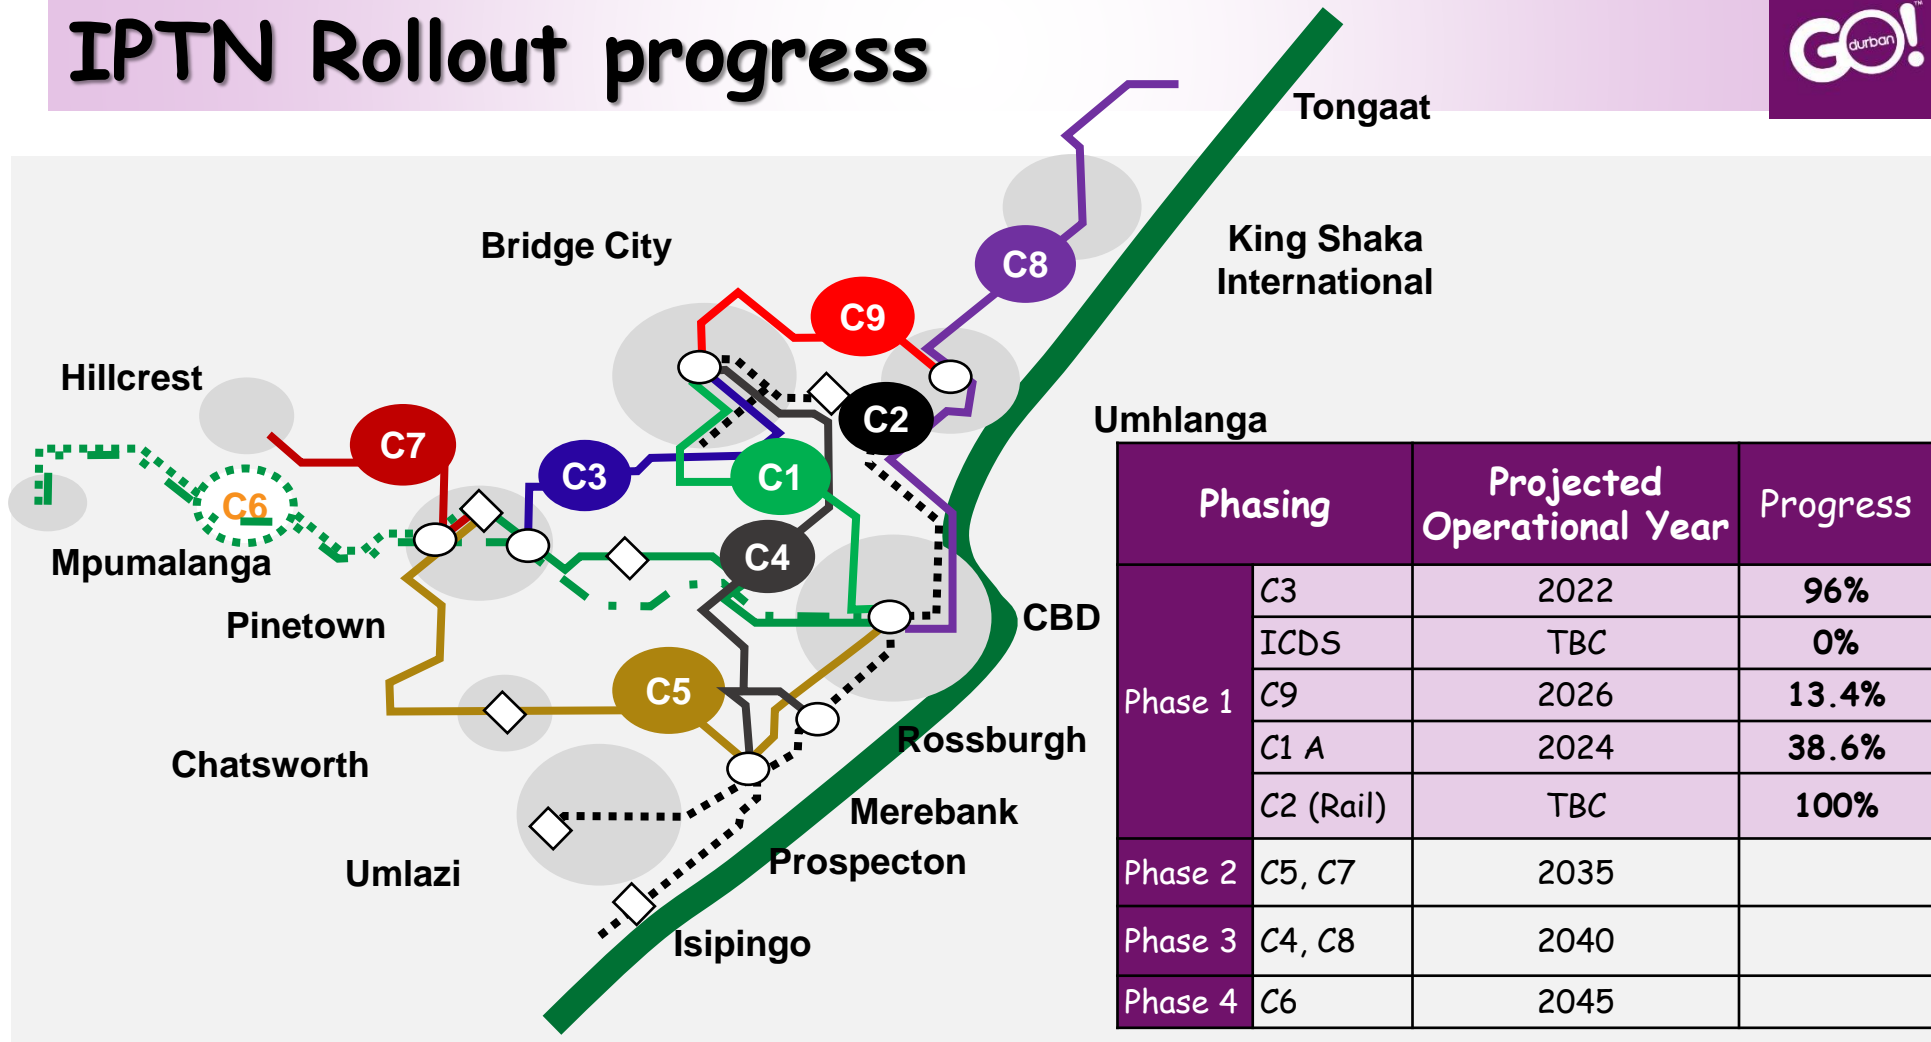 IPTN Rollout progress
GO!
durban
TM
Tongaat
Bridge City
King Shaka
International
C8
C9
Hillcrest
C2
Umhlanga
C7
C3
C1
C6
Mpumalanga
C4
Pinetown
CBD
C5
Rossburgh
Chatsworth
Merebank
Prospecton
Umlazi
Isipingo
Phasing Projected Operational Year Progress
Phase 1 C3 2022 96%
ICDS TBC 0%
C9 2026 13.4%
C1 A 2024 38.6%
C2 (Rail) TBC 100%
Phase 2 C5, C7 2035
Phase 3 C4, C8 2040
Phase 4 C6 2045